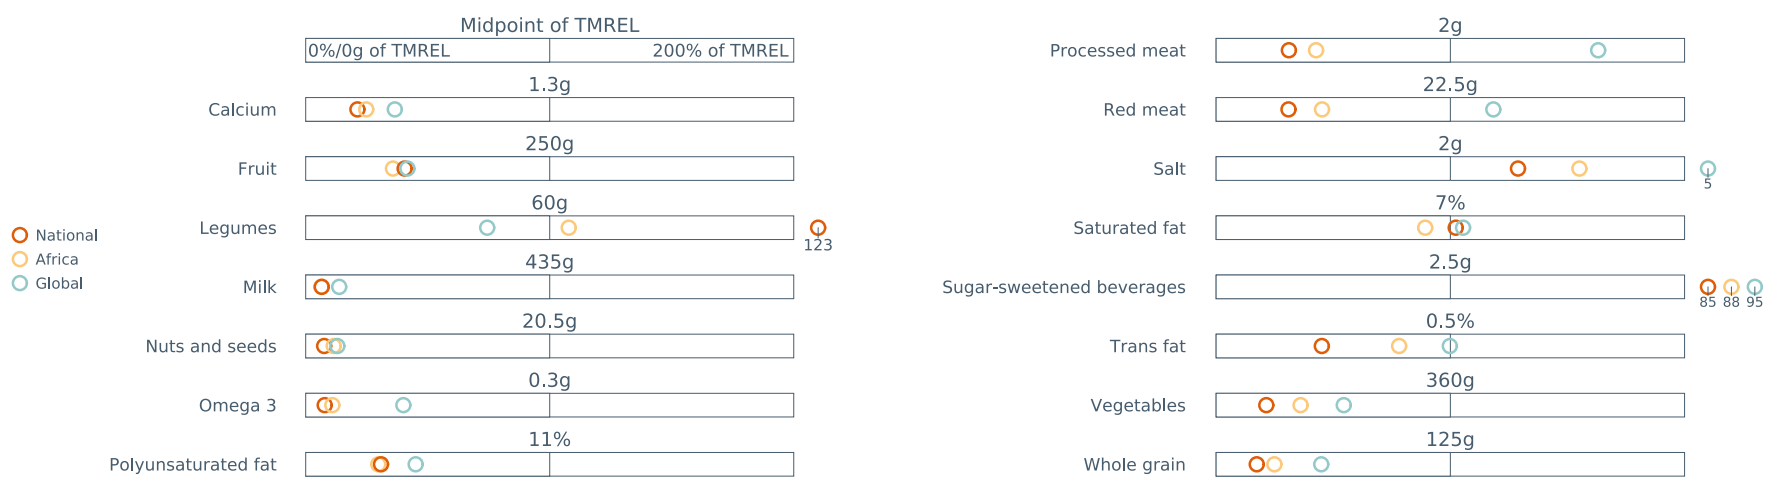 Midpoint of TMREL
0%/0g of TMREL 200% of TMREL
1.3g
Calcium
250g
Fruit
60g
Legumes
123
435g
Milk
20.5g
Nuts and seeds
0.3g
Omega 3
11%
Polyunsaturated fat
National
Africa
Global
2g
Processed meat
22.5g
Red meat
2g
Salt
5
7%
Saturated fat
2.5g
Sugar-sweetened beverages
85 88 95
0.5%
Trans fat
360g
Vegetables
125g
Whole grain